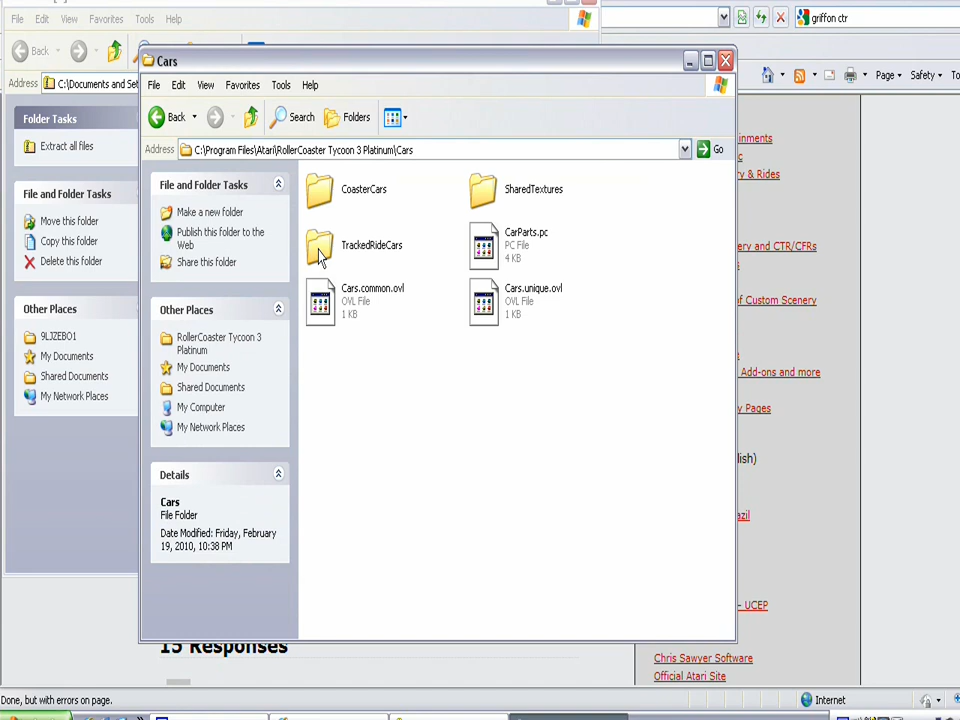 File Edit View Favorites Tools Help
griffon ctr
Back
Address C:\Documents and Set
Page Safety
Folder Tasks
Extract all files
File and Folder Tasks
Move this folder
Copy this folder
Delete this folder
Other Places
9LJZEBO1
My Documents
Shared Documents
My Network Places
Cars
File Edit View Favorites Tools Help
Back Search Folders
Address C:\Program Files\Atari\RollerCoaster Tycoon 3 Platinum\Cars Go
File and Folder Tasks
Make a new folder
Publish this folder to the
Web
Share this folder
Other Places
RollerCoaster Tycoon 3
Platinum
My Documents
Shared Documents
My Computer
My Network Places
Details
Cars
File Folder
Date Modified: Friday, February
19, 2010, 10:38 PM
CoasterCars
SharedTextures
TrackedRideCars
CarParts.pc
PC File
4 KB
Cars.common.ovl
OVL File
1 KB
Cars.unique.ovl
OVL File
1 KB
inments
y & Rides
ery and CTR/CFRs
of Custom Scenery
Add-ons and more
y Pages
lish)
azil
- UCEP
15 Responses
Chris Sawyer Software
Official Atari Site
Done, but with errors on page.
Internet